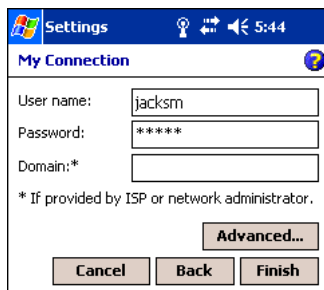 Settings 5:44
My Connection ?
User name: jacksm
Password: *****
Domain:*
* If provided by ISP or network administrator.
Advanced...
Cancel Back Finish